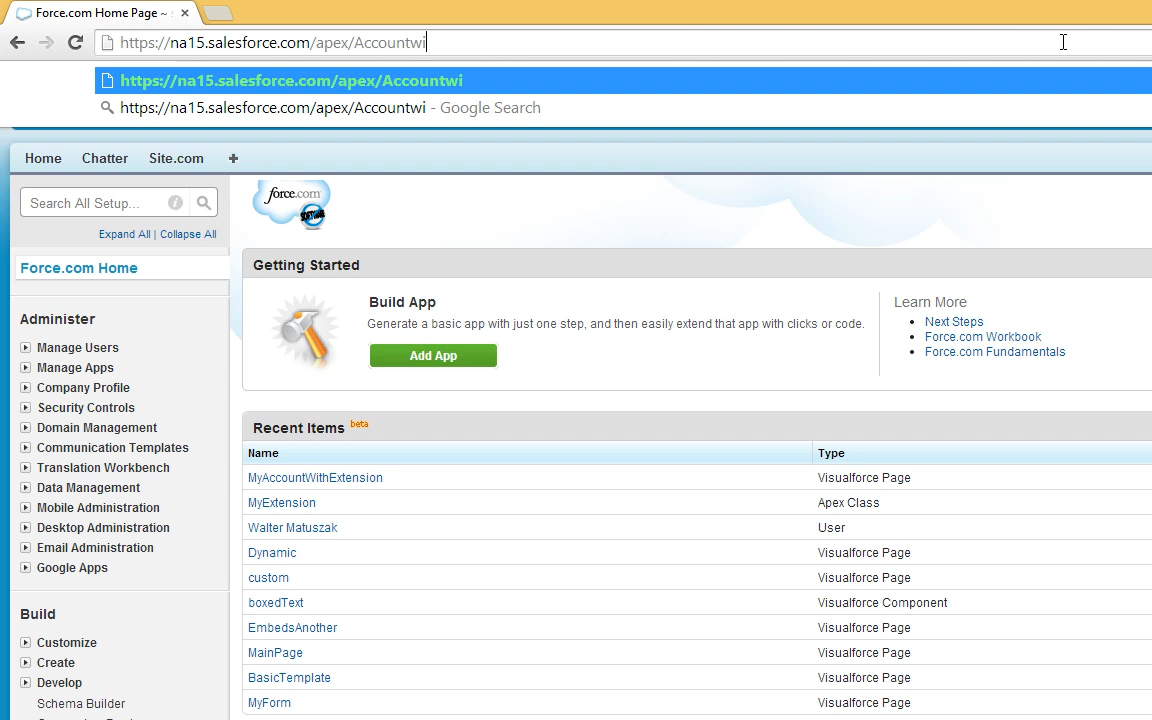 Force.com Home Page ~
https://na15.salesforce.com/apex/Accountwi
https://na15.salesforce.com/apex/Accountwi
https://na15.salesforce.com/apex/Accountwi - Google Search
Home Chatter Site.com +
Search All Setup...
Expand All | Collapse All
Force.com Home
Administer
Manage Users
Manage Apps
Company Profile
Security Controls
Domain Management
Communication Templates
Translation Workbench
Data Management
Mobile Administration
Desktop Administration
Email Administration
Google Apps
Build
Customize
Create
Develop
Schema Builder
force.com
Getting Started
Build App
Generate a basic app with just one step, and then easily extend that app with clicks or code.
Add App
Learn More
Next Steps
Force.com Workbook
Force.com Fundamentals
Recent Items beta
Name Type
MyAccountWithExtension Visualforce Page
MyExtension Apex Class
Walter Matuszak User
Dynamic Visualforce Page
custom Visualforce Page
boxedText Visualforce Component
EmbedsAnother Visualforce Page
MainPage Visualforce Page
BasicTemplate Visualforce Page
MyForm Visualforce Page